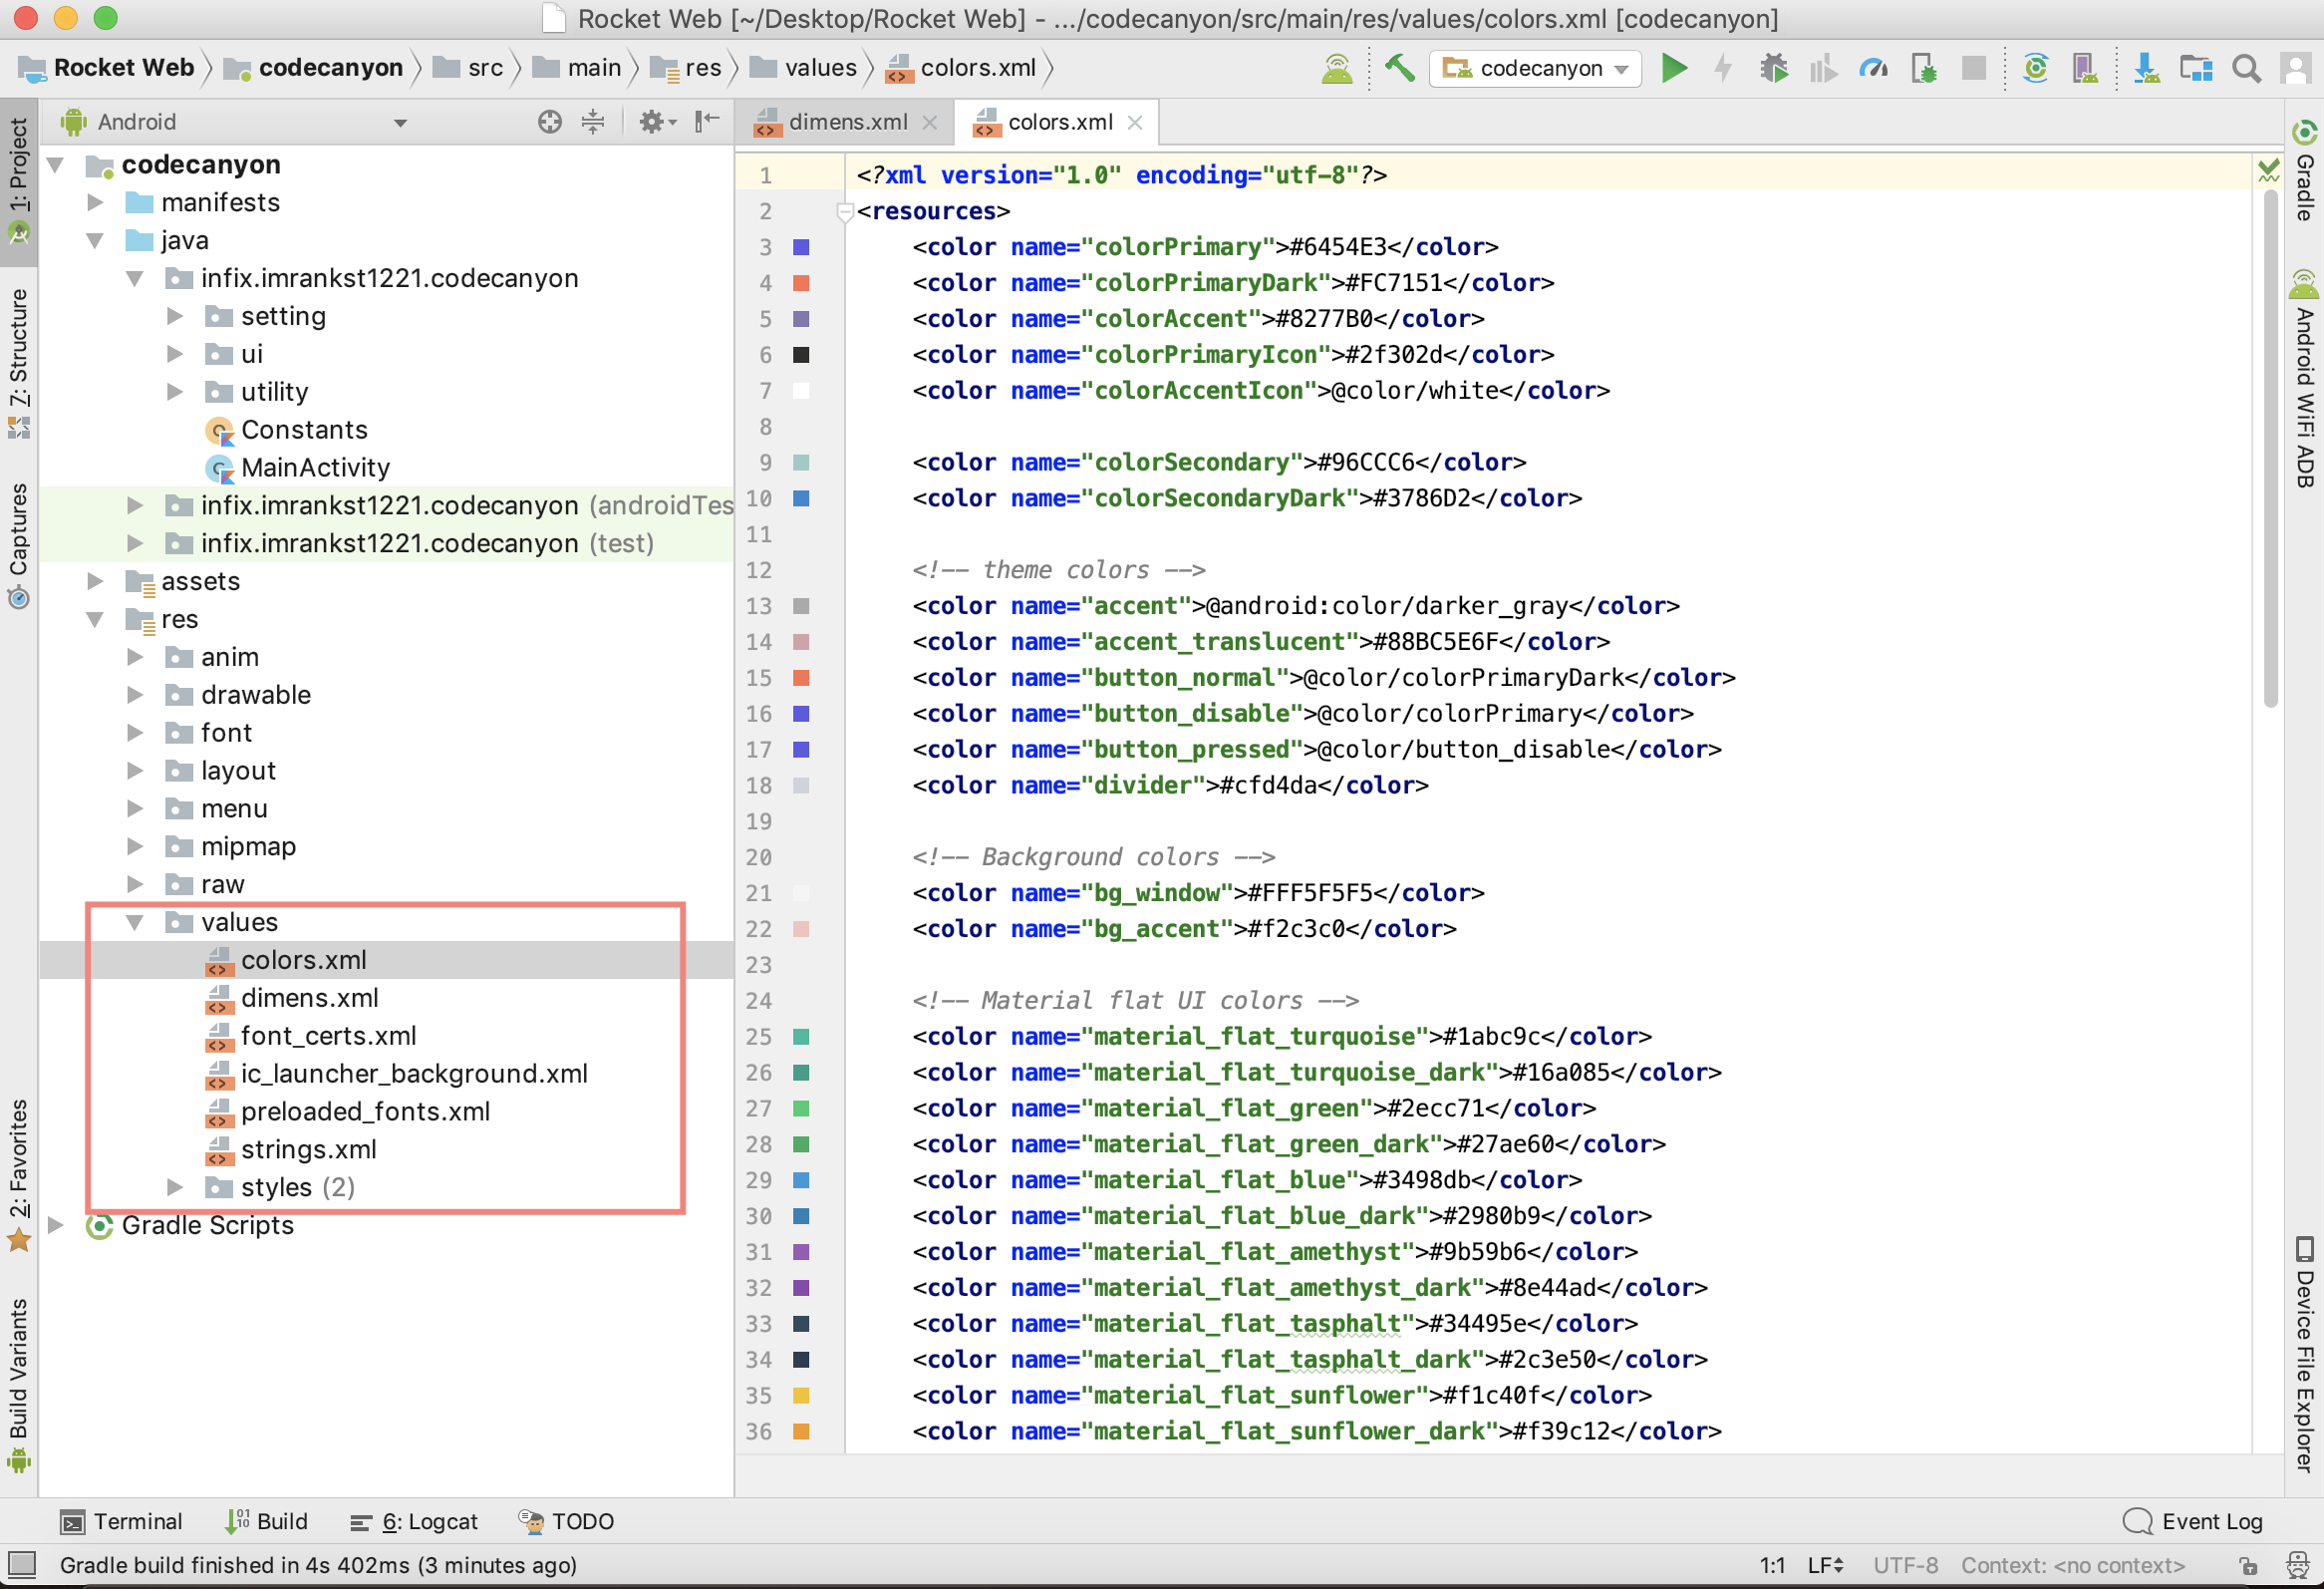 Rocket Web [~/Desktop/Rocket Web] - .../codecanyon/src/main/res/values/colors.xml [codecanyon]
Rocket Web codecanyon src main res values colors.xml codecanyon
Android
dimens.xml colors.xml
1: Project
Z: Structure
Captures
2: Favorites
Build Variants
codecanyon
manifests
java
infix.imrankst1221.codecanyon
setting
ui
utility
Constants
MainActivity
infix.imrankst1221.codecanyon (androidTes
infix.imrankst1221.codecanyon (test)
assets
res
anim
drawable
font
layout
menu
mipmap
raw
values
colors.xml
dimens.xml
font_certs.xml
ic_launcher_background.xml
preloaded_fonts.xml
strings.xml
styles (2)
Gradle Scripts
1 <?xml version="1.0" encoding="utf-8"?>
2 <resources>
3 <color name="colorPrimary">#6454E3</color>
4 <color name="colorPrimaryDark">#FC7151</color>
5 <color name="colorAccent">#8277B0</color>
6 <color name="colorPrimaryIcon">#2f302d</color>
7 <color name="colorAccentIcon">@color/white</color>
8
9 <color name="colorSecondary">#96CCC6</color>
10 <color name="colorSecondaryDark">#3786D2</color>
11
12 <!-- theme colors -->
13 <color name="accent">@android:color/darker_gray</color>
14 <color name="accent_translucent">#88BC5E6F</color>
15 <color name="button_normal">@color/colorPrimaryDark</color>
16 <color name="button_disable">@color/colorPrimary</color>
17 <color name="button_pressed">@color/button_disable</color>
18 <color name="divider">#cfd4da</color>
19
20 <!-- Background colors -->
21 <color name="bg_window">#FFF5F5F5</color>
22 <color name="bg_accent">#f2c3c0</color>
23
24 <!-- Material flat UI colors -->
25 <color name="material_flat_turquoise">#1abc9c</color>
26 <color name="material_flat_turquoise_dark">#16a085</color>
27 <color name="material_flat_green">#2ecc71</color>
28 <color name="material_flat_green_dark">#27ae60</color>
29 <color name="material_flat_blue">#3498db</color>
30 <color name="material_flat_blue_dark">#2980b9</color>
31 <color name="material_flat_amethyst">#9b59b6</color>
32 <color name="material_flat_amethyst_dark">#8e44ad</color>
33 <color name="material_flat_tasphalt">#34495e</color>
34 <color name="material_flat_tasphalt_dark">#2c3e50</color>
35 <color name="material_flat_sunflower">#f1c40f</color>
36 <color name="material_flat_sunflower_dark">#f39c12</color>
Gradle
Android WiFi ADB
Device File Explorer
Terminal Build 6: Logcat TODO Event Log
Gradle build finished in 4s 402ms (3 minutes ago) 1:1 LF UTF-8 Context: <no context>